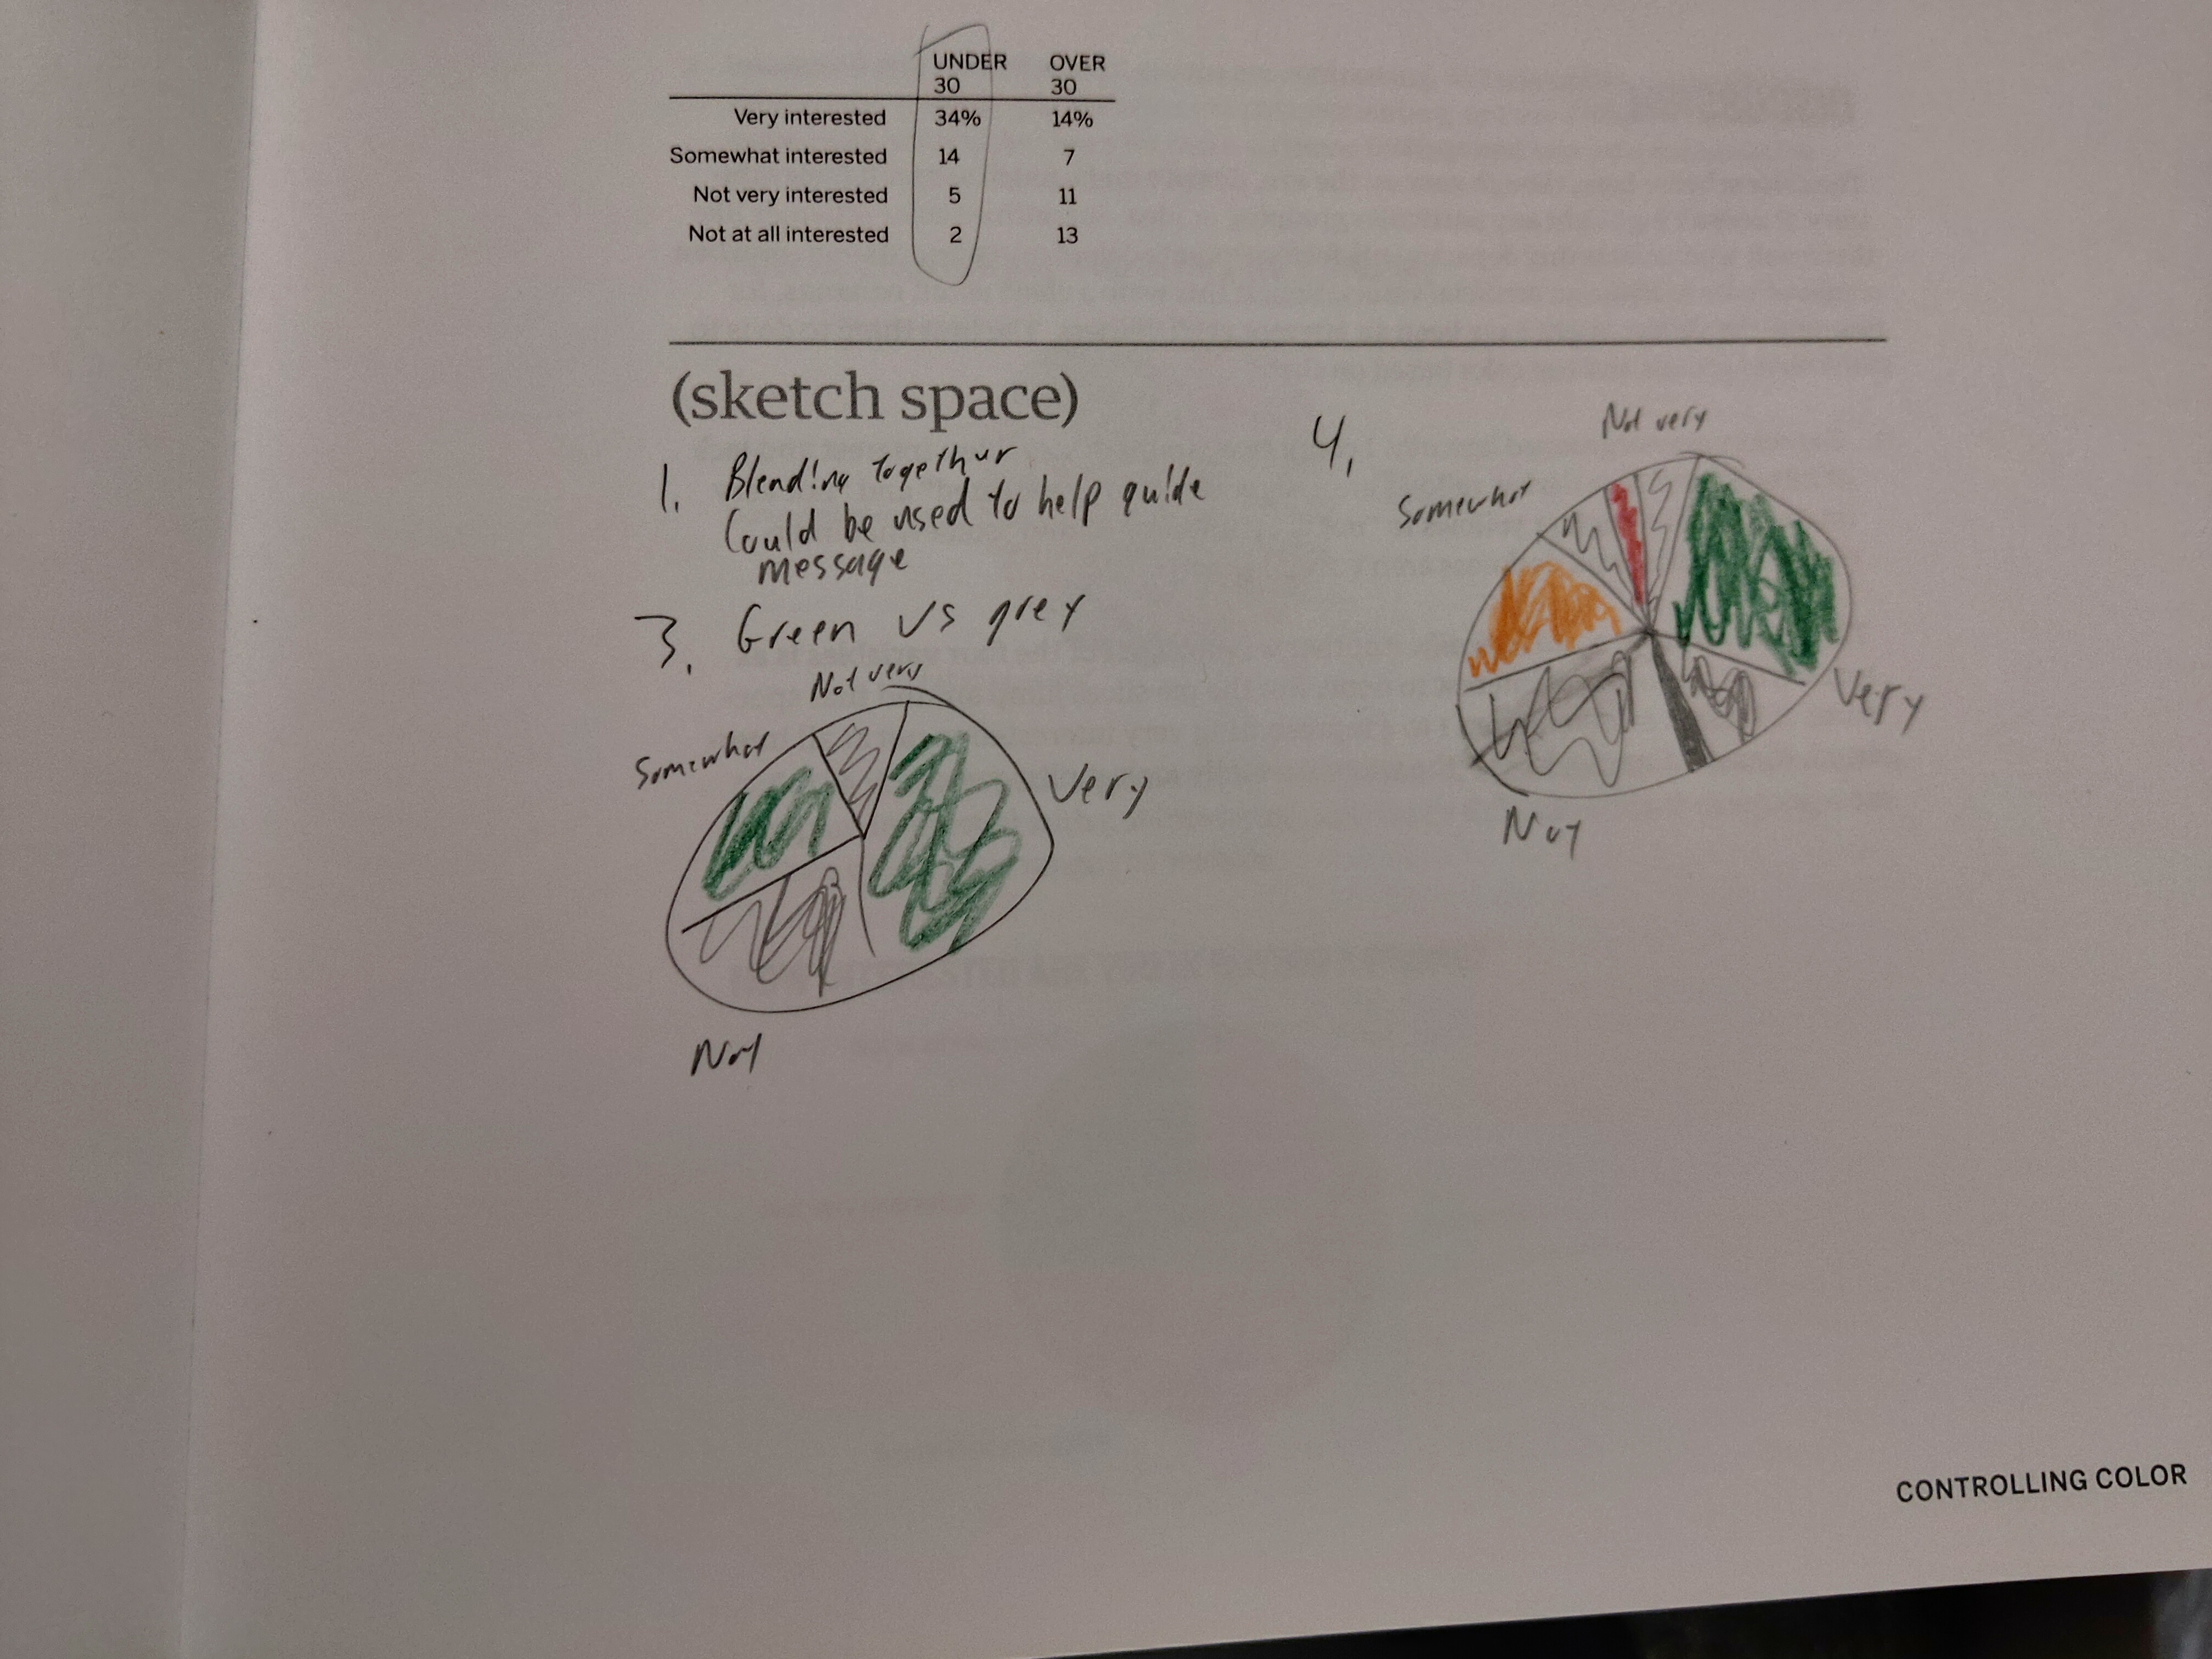 UNDER OVER
30 30
Very interested 34% 14%
Somewhat interested 14 7
Not very interested 5 11
Not at all interested 2 13
(sketch space)
1. Blending together
Could be used to help guide
message
3. Green vs grey
Not very
Somewhat
Very
4.
Not very
Somewhat
Very
CONTROLLING COLOR